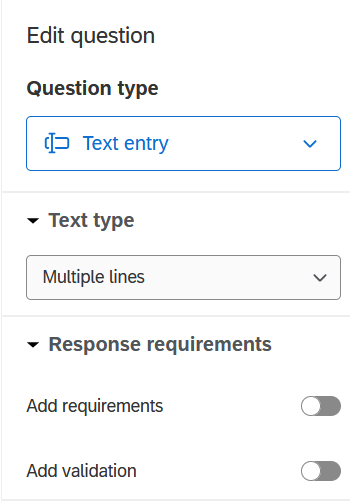 Edit question
Question type
Text entry
Text type
Multiple lines
Response requirements
Add requirements
Add validation